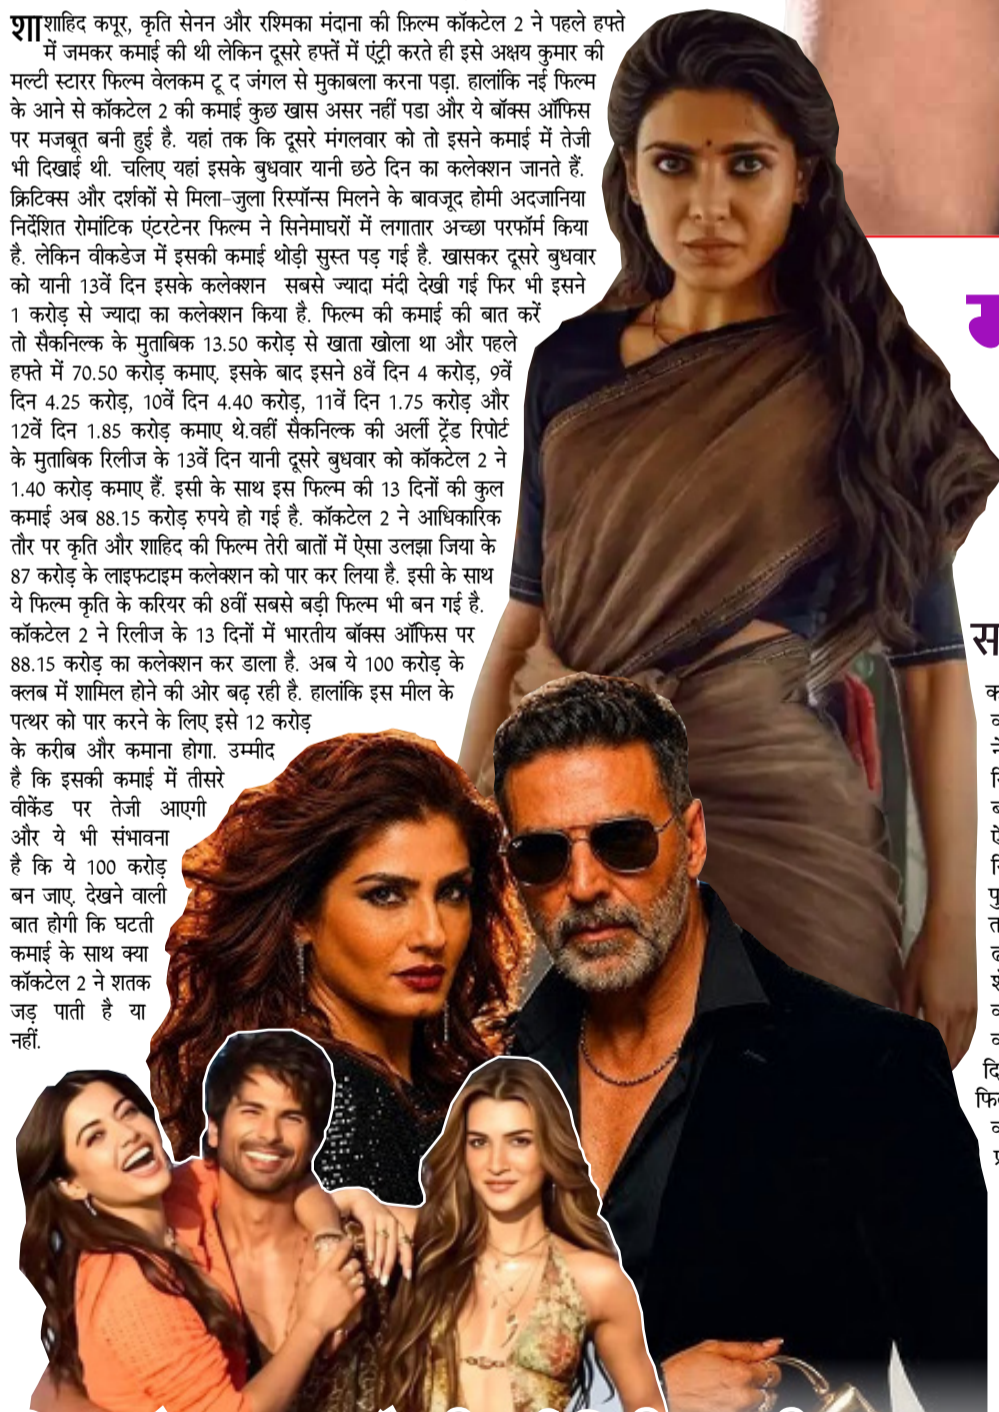 शाशाहिद कपूर, कृति सेनन और रश्मिका मंदाना की फ़िल्म कॉकटेल 2 ने पहले हफ्ते
में जमकर कमाई की थी लेकिन दूसरे हफ्तें में एंट्री करते ही इसे अक्षय कुमार की
मल्टी स्टारर फिल्म वेलकम टू द जंगल से मुकाबला करना पड़ा. हालांकि नई फिल्म
के आने से कॉकटेल 2 की कमाई कुछ खास असर नहीं पडा और ये बॉक्स ऑफिस
पर मजबूत बनी हुई है. यहां तक कि दूसरे मंगलवार को तो इसने कमाई में तेजी
भी दिखाई थी. चलिए यहां इसके बुधवार यानी छठे दिन का कलेक्शन जानते हैं.
क्रिटिक्स और दर्शकों से मिला-जुला रिस्पॉन्स मिलने के बावजूद होमी अदजानिया
निर्देशित रोमांटिक एंटरटेनर फिल्म ने सिनेमाघरों में लगातार अच्छा परफॉर्म किया
है. लेकिन वीकडेज में इसकी कमाई थोड़ी सुस्त पड़ गई है. खासकर दूसरे बुधवार
को यानी 13वें दिन इसके कलेक्शन सबसे ज्यादा मंदी देखी गई फिर भी इसने
1 करोड़ से ज्यादा का कलेक्शन किया है. फिल्म की कमाई की बात करें
तो सैकनिल्क के मुताबिक 13.50 करोड़ से खाता खोला था और पहले
हफ्ते में 70.50 करोड़ कमाए. इसके बाद इसने 8वें दिन 4 करोड़, 9वें
दिन 4.25 करोड़, 10वें दिन 4.40 करोड़, 11वें दिन 1.75 करोड़ और
12वें दिन 1.85 करोड़ कमाए थे.वहीं सैकनिल्क की अर्ली ट्रेंड रिपोर्ट
के मुताबिक रिलीज के 13वें दिन यानी दूसरे बुधवार को कॉकटेल 2 ने
1.40 करोड़ कमाए हैं. इसी के साथ इस फिल्म की 13 दिनों की कुल
कमाई अब 88.15 करोड़ रुपये हो गई है. कॉकटेल 2 ने आधिकारिक
तौर पर कृति और शाहिद की फिल्म तेरी बातों में ऐसा उलझा जिया के
87 करोड़ के लाइफटाइम कलेक्शन को पार कर लिया है. इसी के साथ
ये फिल्म कृति के करियर की 8वीं सबसे बड़ी फिल्म भी बन गई है.
कॉकटेल 2 ने रिलीज के 13 दिनों में भारतीय बॉक्स ऑफिस पर
88.15 करोड़ का कलेक्शन कर डाला है. अब ये 100 करोड़ के
क्लब में शामिल होने की ओर बढ़ रही है. हालांकि इस मील के
पत्थर को पार करने के लिए इसे 12 करोड़
के करीब और कमाना होगा. उम्मीद
है कि इसकी कमाई में तीसरे
वीकेंड पर तेजी आएगी
और ये भी संभावना
है कि ये 100 करोड़
बन जाए. देखने वाली
बात होगी कि घटती
कमाई के साथ क्या
कॉकटेल 2 ने शतक
जड़ पाती है या
नहीं.